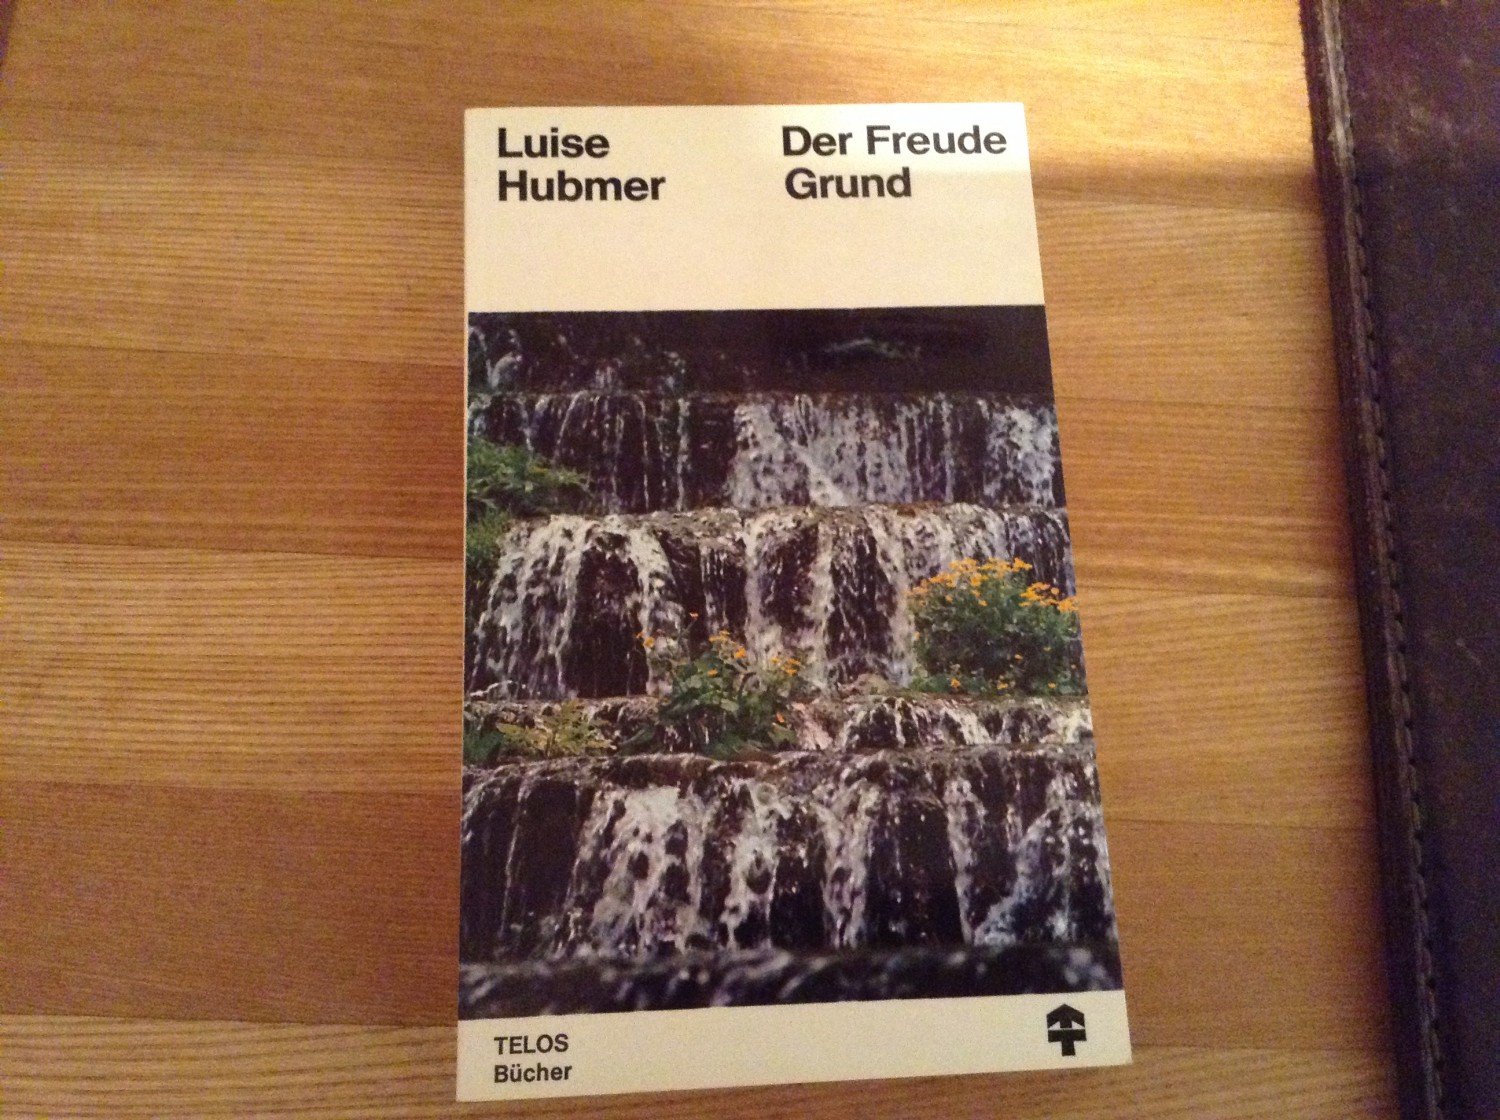 Luise
Hubmer
Der Freude
Grund
TELOS
Bücher